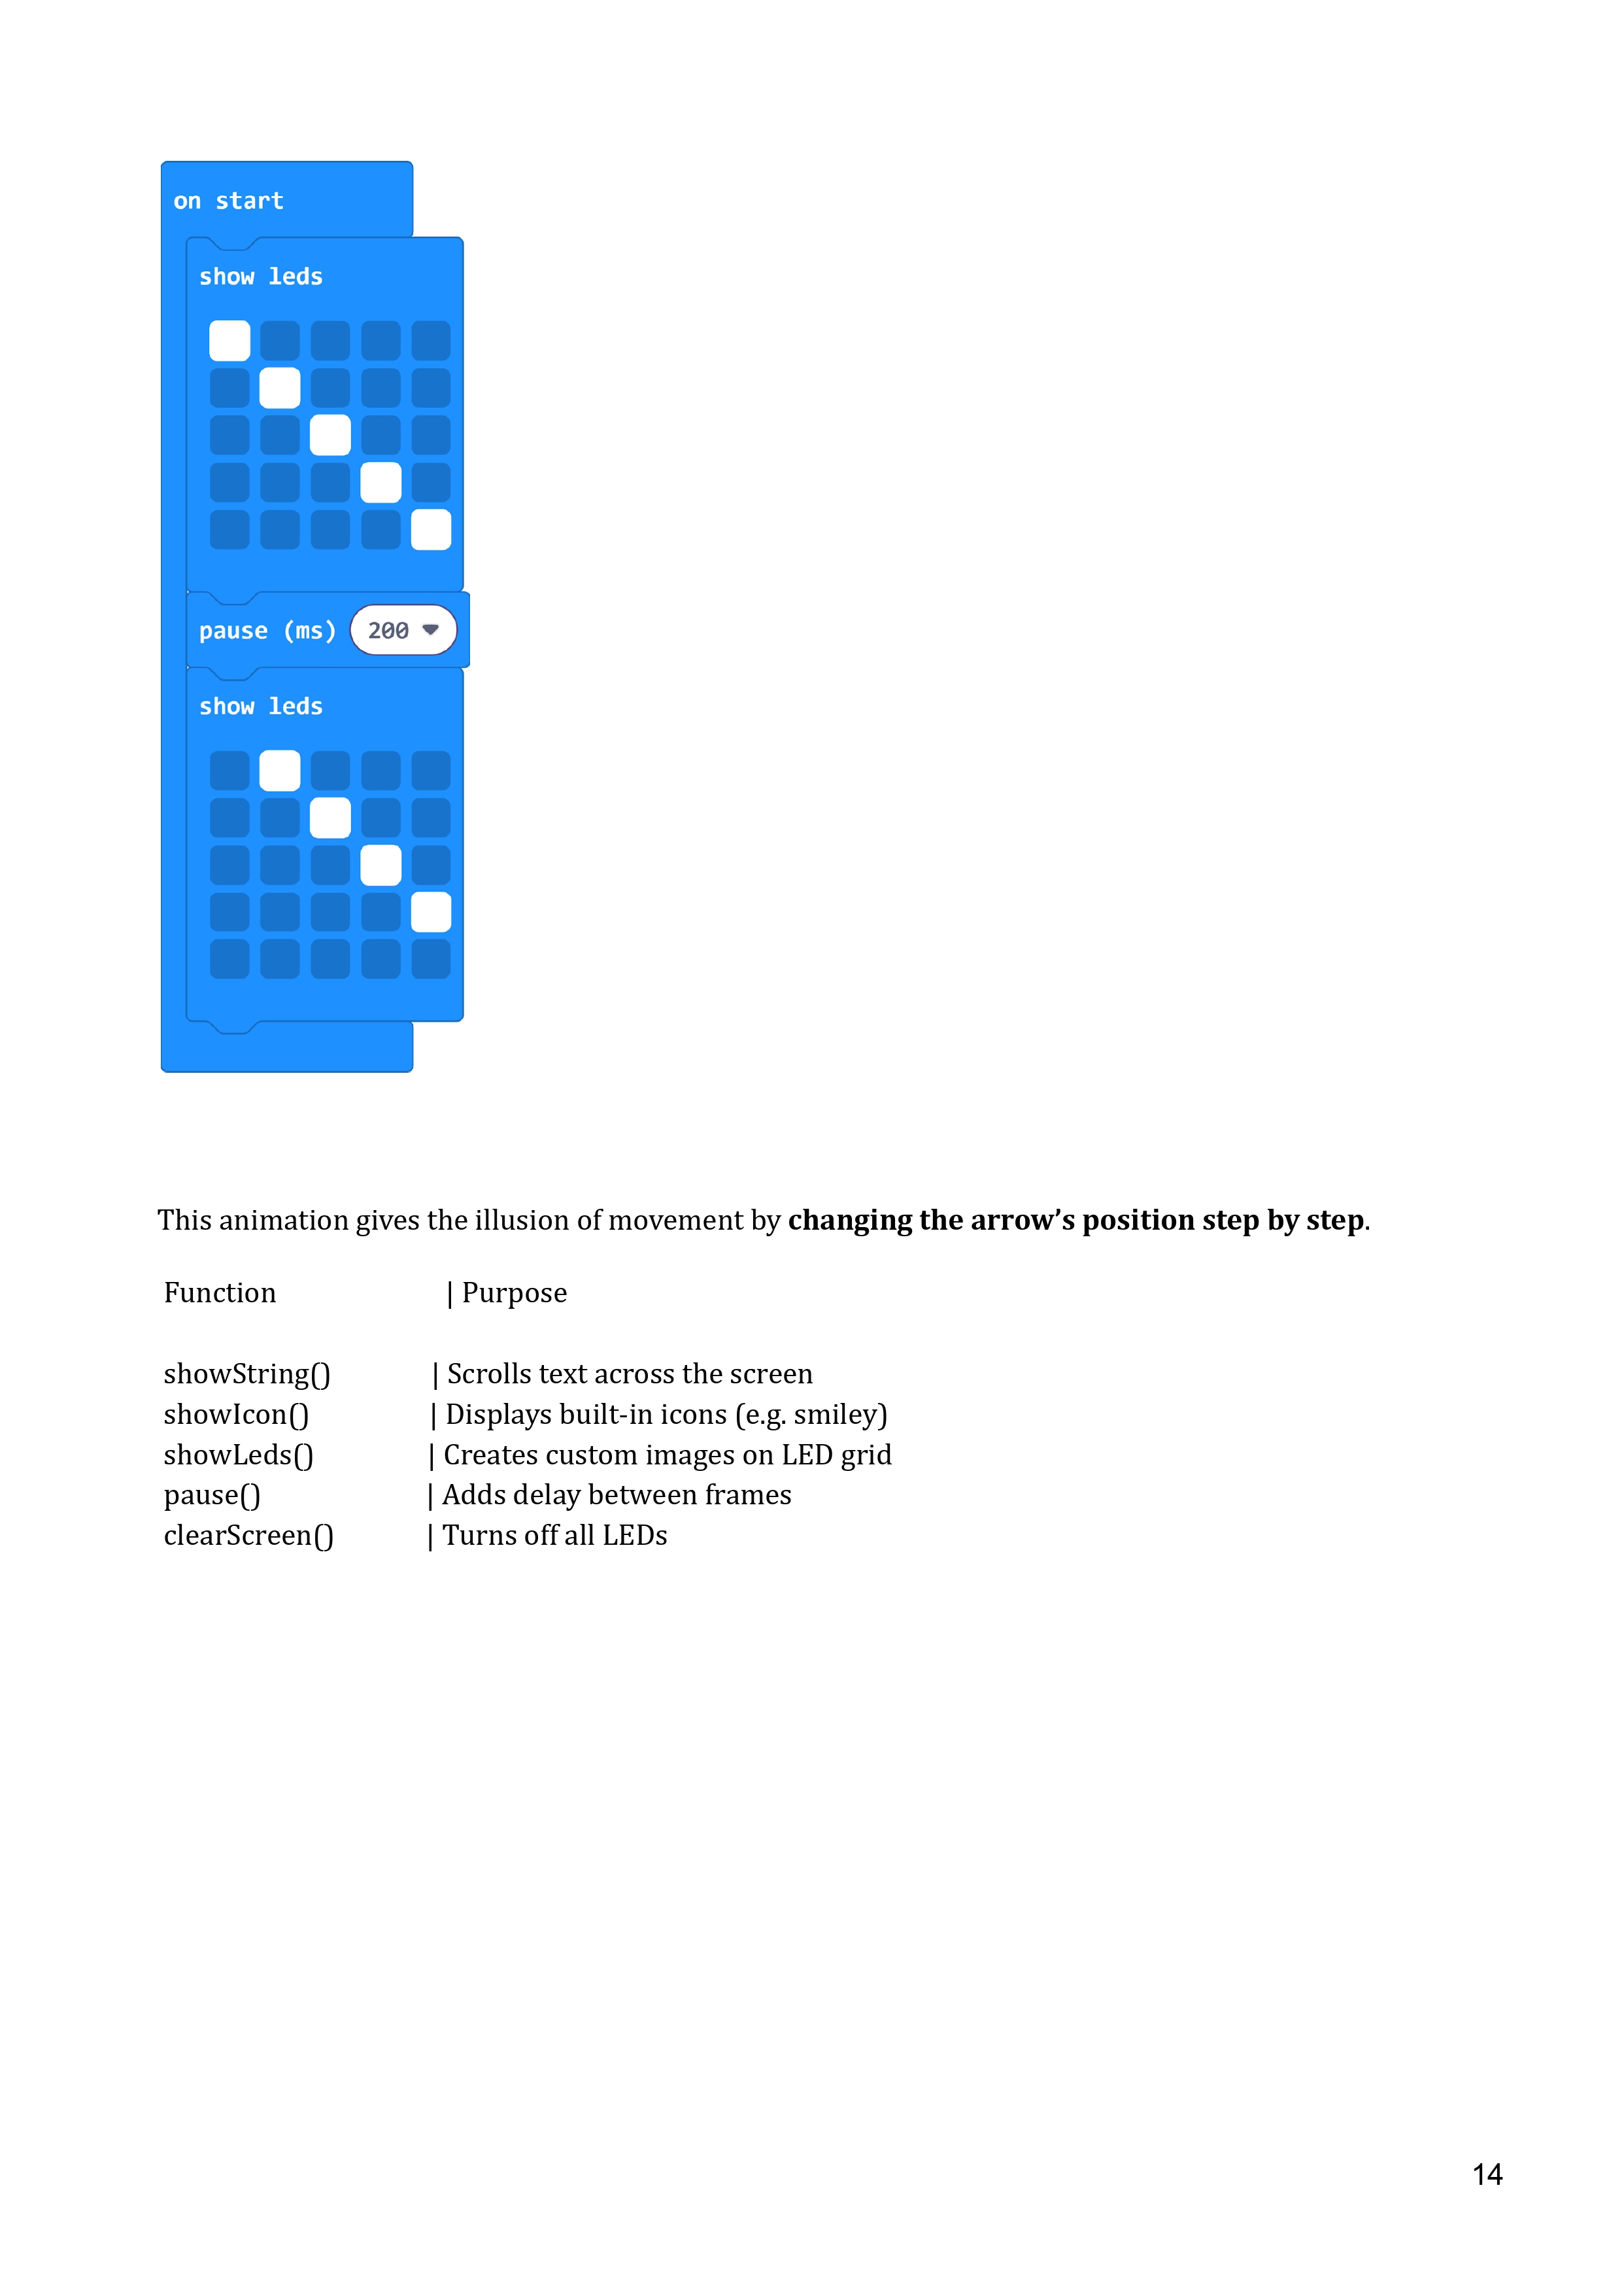 on start
show leds
pause (ms) 200
show leds
This animation gives the illusion of movement by changing the arrow’s position step by step.
Function | Purpose
showString() | Scrolls text across the screen
showIcon() | Displays built-in icons (e.g. smiley)
showLeds() | Creates custom images on LED grid
pause() | Adds delay between frames
clearScreen() | Turns off all LEDs
14